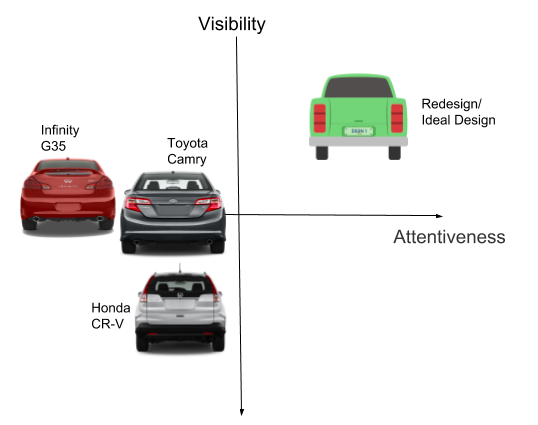 Visibility
Redesign/
Ideal Design
Infinity
G35
Toyota
Camry
Attentiveness
Honda
CR-V